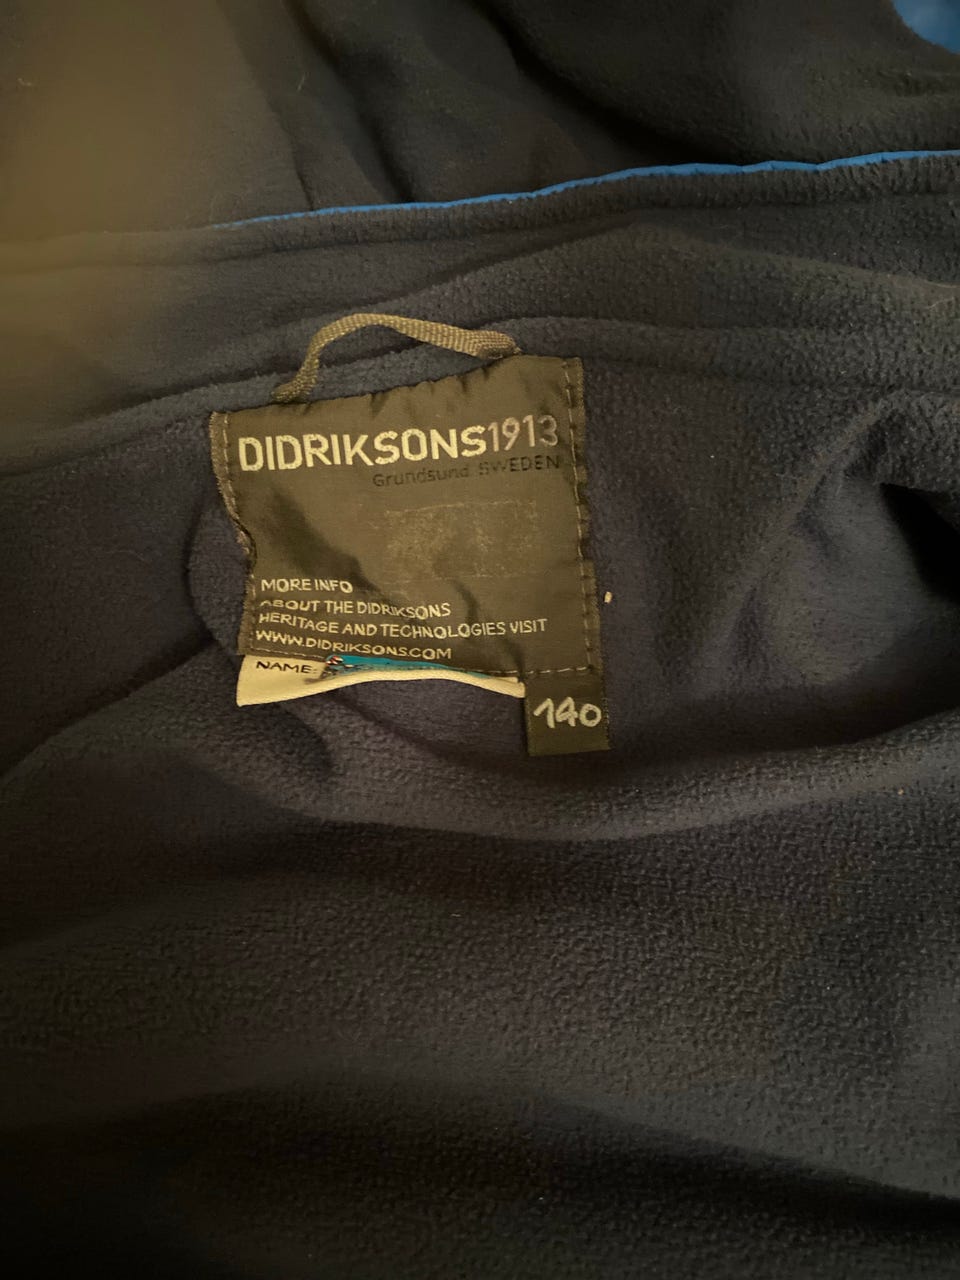 DIDRIKSONS1913
Grundsund SWEDEN
MORE INFO
ABOUT THE DIDRIKSONS
HERITAGE AND TECHNOLOGIES VISIT
WWW.DIDRIKSONS.COM
NAME:
140